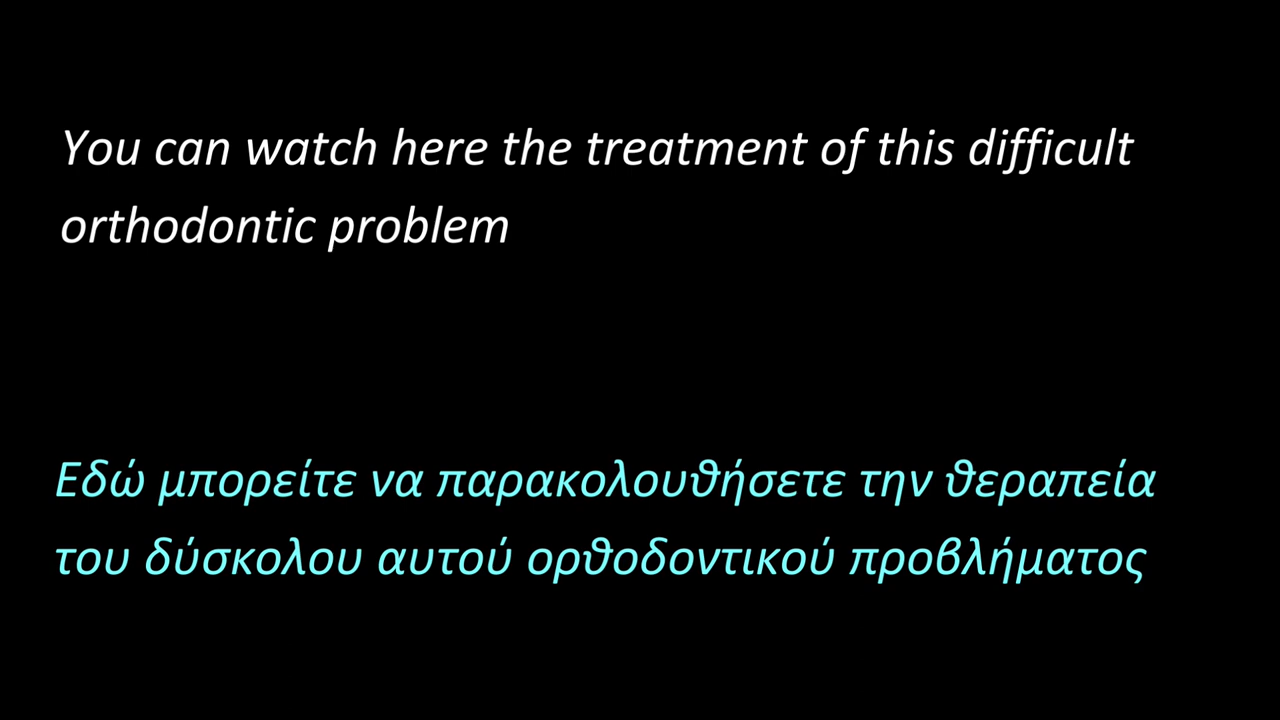 You can watch here the treatment of this difficult
orthodontic problem
Εδώ μπορείτε να παρακολουθήσετε την θεραπεία
του δύσκολου αυτού ορθοδοντικού προβλήματος